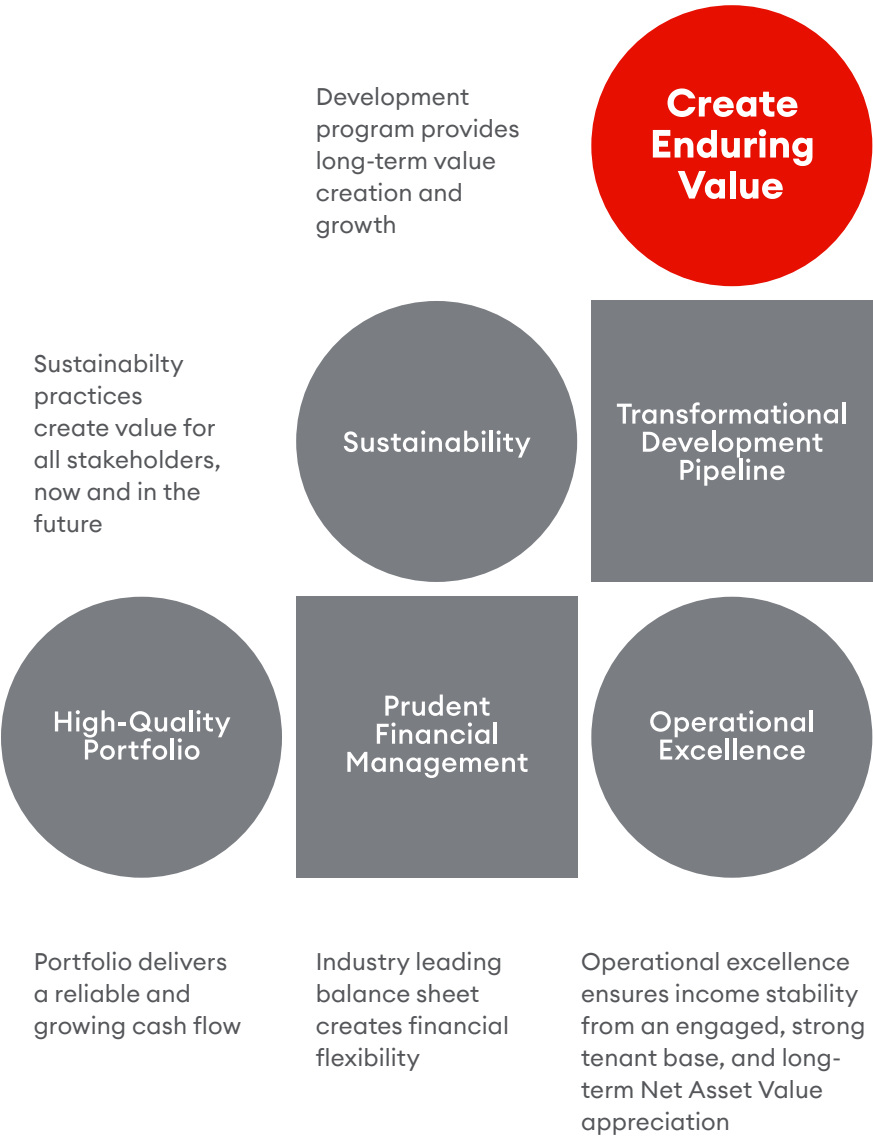 Development
program provides
long-term value
creation and
growth
Create
Enduring
Value
Sustainabilty
practices
create value for
all stakeholders,
now and in the
future
Sustainability
Transformational
Development
Pipeline
High-Quality
Portfolio
Prudent
Financial
Management
Operational
Excellence
Portfolio delivers
a reliable and
growing cash flow
Industry leading
balance sheet
creates financial
flexibility
Operational excellence
ensures income stability
from an engaged, strong
tenant base, and long-
term Net Asset Value
appreciation